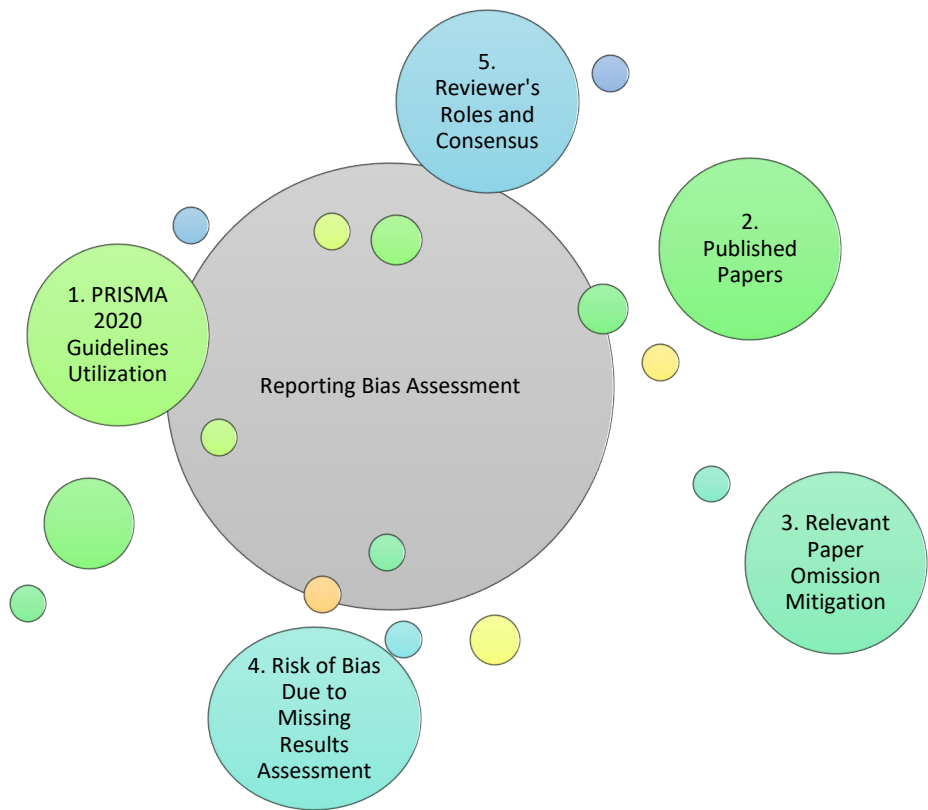 5.
Reviewer's
Roles and
Consensus
2.
Published
Papers
1. PRISMA
2020
Guidelines
Utilization
Reporting Bias Assessment
3. Relevant
Paper
Omission
Mitigation
4. Risk of Bias
Due to
Missing
Results
Assessment